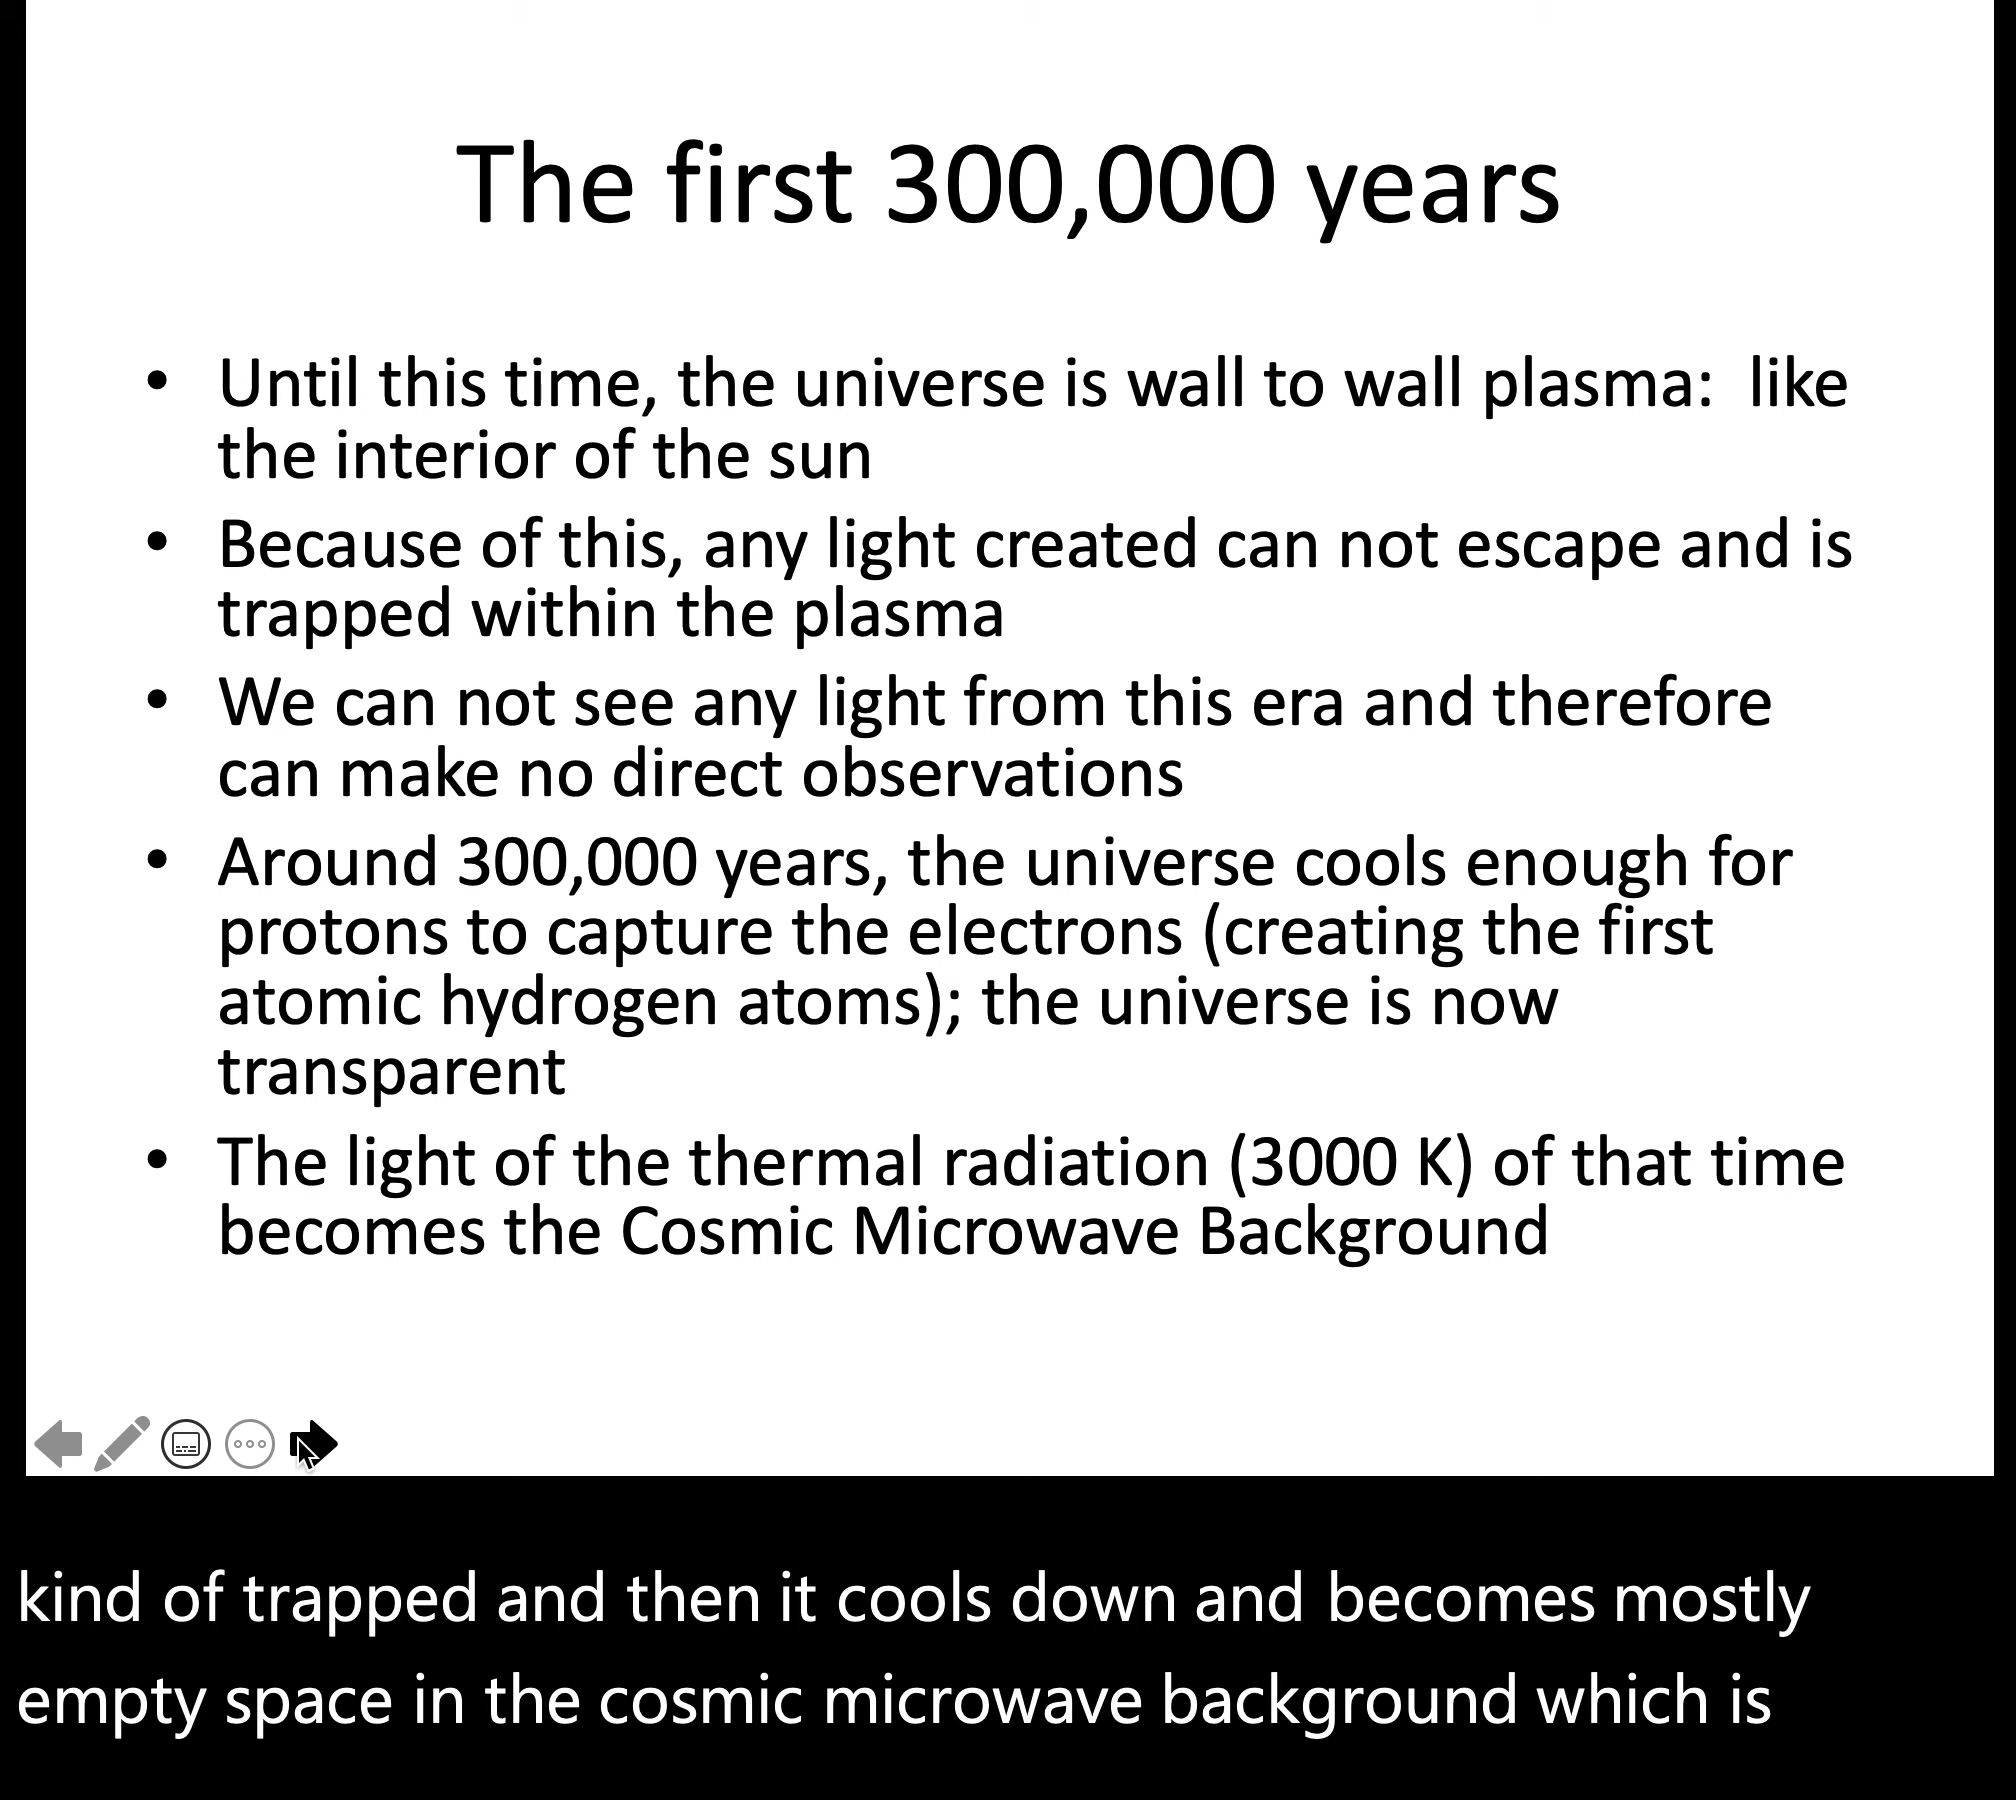 The first 300,000 years
• Until this time, the universe is wall to wall plasma:  like
the interior of the sun
• Because of this, any light created can not escape and is
trapped within the plasma
• We can not see any light from this era and therefore
can make no direct observations
• Around 300,000 years, the universe cools enough for
protons to capture the electrons (creating the first
atomic hydrogen atoms); the universe is now
transparent
• The light of the thermal radiation (3000 K) of that time
becomes the Cosmic Microwave Background
kind of trapped and then it cools down and becomes mostly
empty space in the cosmic microwave background which is